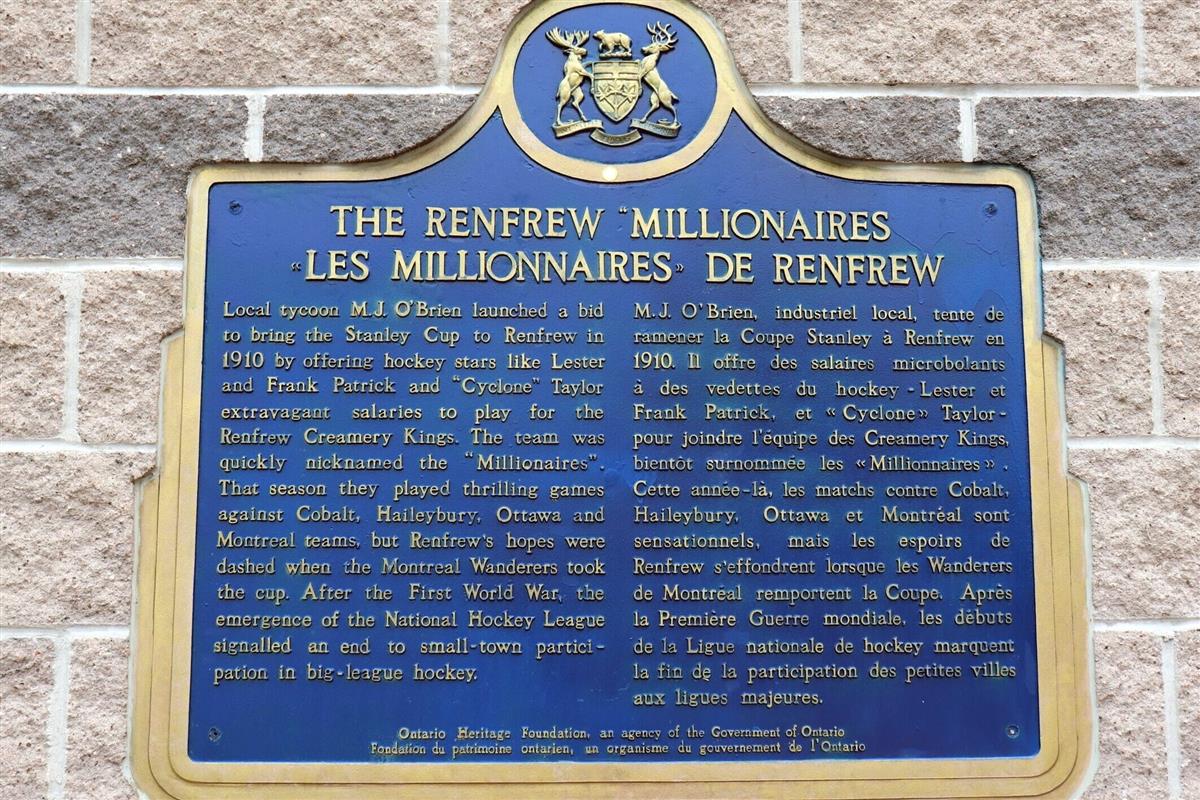 THE RENFREW "MILLIONAIRES
«LES MILLIONNAIRES» DE RENFREW
Local tycoon M.J. O'Brien launched a bid
to bring the Stanley Cup to Renfrew in
1910 by offering hockey stars like Lester
and Frank Patrick and "Cyclone" Taylor
extravagant salaries to play for the
Renfrew Creamery Kings. The team was
quickly nicknamed the "Millionaires".
That season they played thrilling games
against Cobalt, Haileybury, Ottawa and
Montreal teams, but Renfrew's hopes were
dashed when the Montreal Wanderers took
the cup. After the First World War, the
emergence of the National Hockey League
signalled an end to small-town partici-
pation in big-league hockey.
M.J. O'Brien, industriel local, tente de
ramener la Coupe Stanley à Renfrew en
1910. Il offre des salaires microbolants
à des vedettes du hockey - Lester et
Frank Patrick, et «Cyclone» Taylor-
pour joindre l'équipe des Creamery Kings,
bientôt surnommée les «Millionnaires».
Cette année-là, les matchs contre Cobalt,
Haileybury, Ottawa et Montréal sont
sensationnels, mais les espoirs de
Renfrew s'effondrent lorsque les Wanderers
de Montréal remportent la Coupe. Après
la Première Guerre mondiale, les débuts
de la Ligue nationale de hockey marquent
la fin de la participation des petites villes
aux ligues majeures.
Ontario Heritage Foundation, an agency of the Government of Ontario
Fondation du patrimoine ontarien, un organisme du gouvernement de l'Ontario